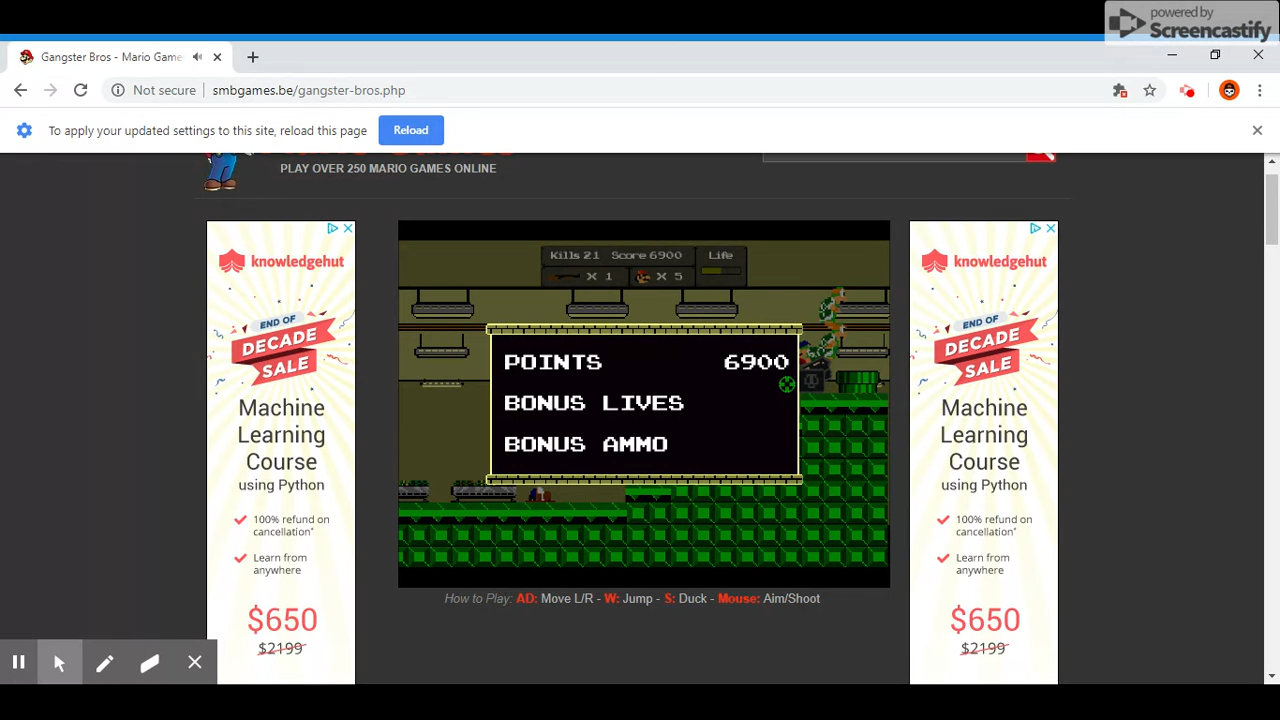 powered by
Screencastify
Gangster Bros - Mario Game
Not secure
smbgames.be/gangster-bros.php
To apply your updated settings to this site, reload this page
Reload
PLAY OVER 250 MARIO GAMES ONLINE
knowledgehut
END OF
DECADE
SALE
Machine
Learning
Course
using Python
100% refund on
cancellation*
Learn from
anywhere
$650
$2199
Kills 21 Score 6900
Life
X 1
X 5
POINTS 6900
BONUS LIVES
BONUS AMMO
How to Play: AD: Move L/R - W: Jump - S: Duck - Mouse: Aim/Shoot
knowledgehut
END OF
DECADE
SALE
Machine
Learning
Course
using Python
100% refund on
cancellation*
Learn from
anywhere
$650
$2199